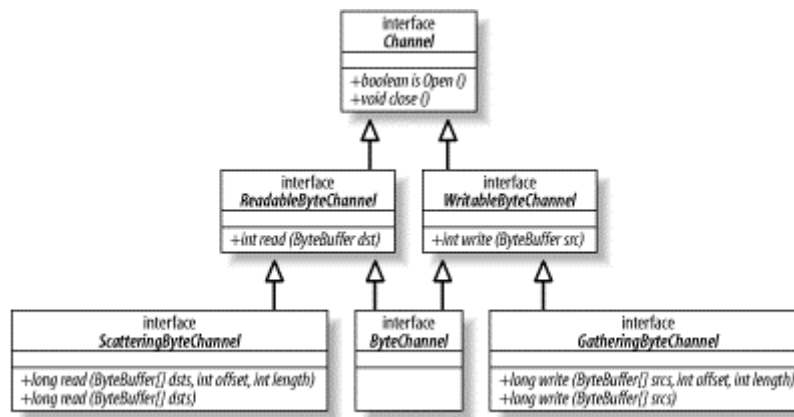 interface
Channel
+boolean is Open ()
+void close ()
interface
ReadableByteChannel
+int read (ByteBuffer dst)
interface
WritableByteChannel
+int write (ByteBuffer src)
interface
ScatteringByteChannel
+long read (ByteBuffer[] dsts, int offset, int length)
+long read (ByteBuffer[] dsts)
interface
ByteChannel
interface
GatheringByteChannel
+long write (ByteBuffer[] srcs, int offset, int length)
+long write (ByteBuffer[] srcs)